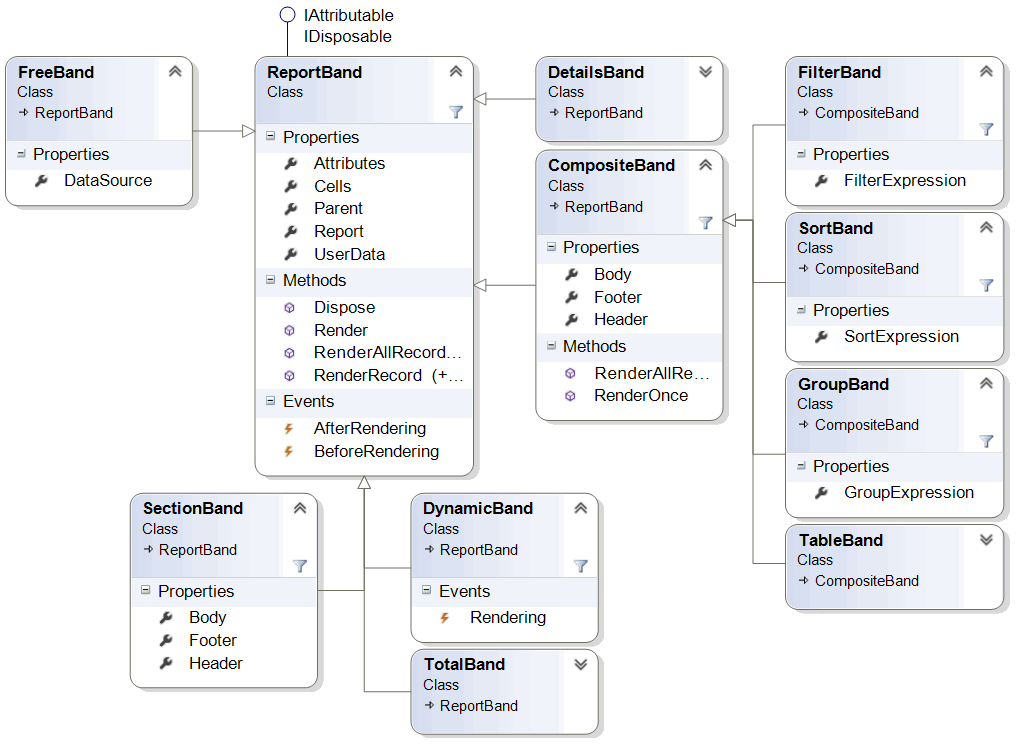 IAttributable
IDisposable
FreeBand
Class
ReportBand
Properties
DataSource
ReportBand
Class
Properties
Attributes
Cells
Parent
Report
UserData
Methods
Dispose
Render
RenderAllRecord...
RenderRecord (+...
Events
AfterRendering
BeforeRendering
DetailsBand
Class
ReportBand
CompositeBand
Class
ReportBand
Properties
Body
Footer
Header
Methods
RenderAllRe...
RenderOnce
FilterBand
Class
CompositeBand
Properties
FilterExpression
SortBand
Class
CompositeBand
Properties
SortExpression
GroupBand
Class
CompositeBand
Properties
GroupExpression
TableBand
Class
CompositeBand
SectionBand
Class
ReportBand
Properties
Body
Footer
Header
DynamicBand
Class
ReportBand
Events
Rendering
TotalBand
Class
ReportBand